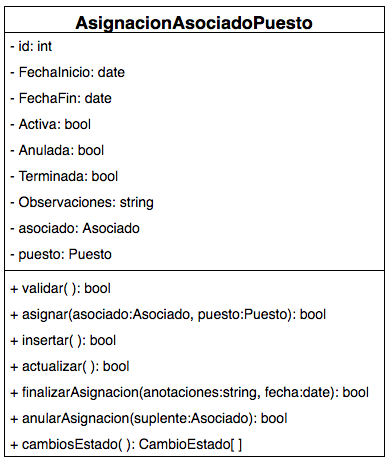 AsignacionAsociadoPuesto
- id: int
- FechaInicio: date
- FechaFin: date
- Activa: bool
- Anulada: bool
- Terminada: bool
- Observaciones: string
- asociado: Asociado
- puesto: Puesto
+ validar( ): bool
+ asignar(asociado:Asociado, puesto:Puesto): bool
+ insertar( ): bool
+ actualizar( ): bool
+ finalizarAsignacion(anotaciones:string, fecha:date): bool
+ anularAsignacion(suplente:Asociado): bool
+ cambiosEstado( ): CambioEstado[ ]